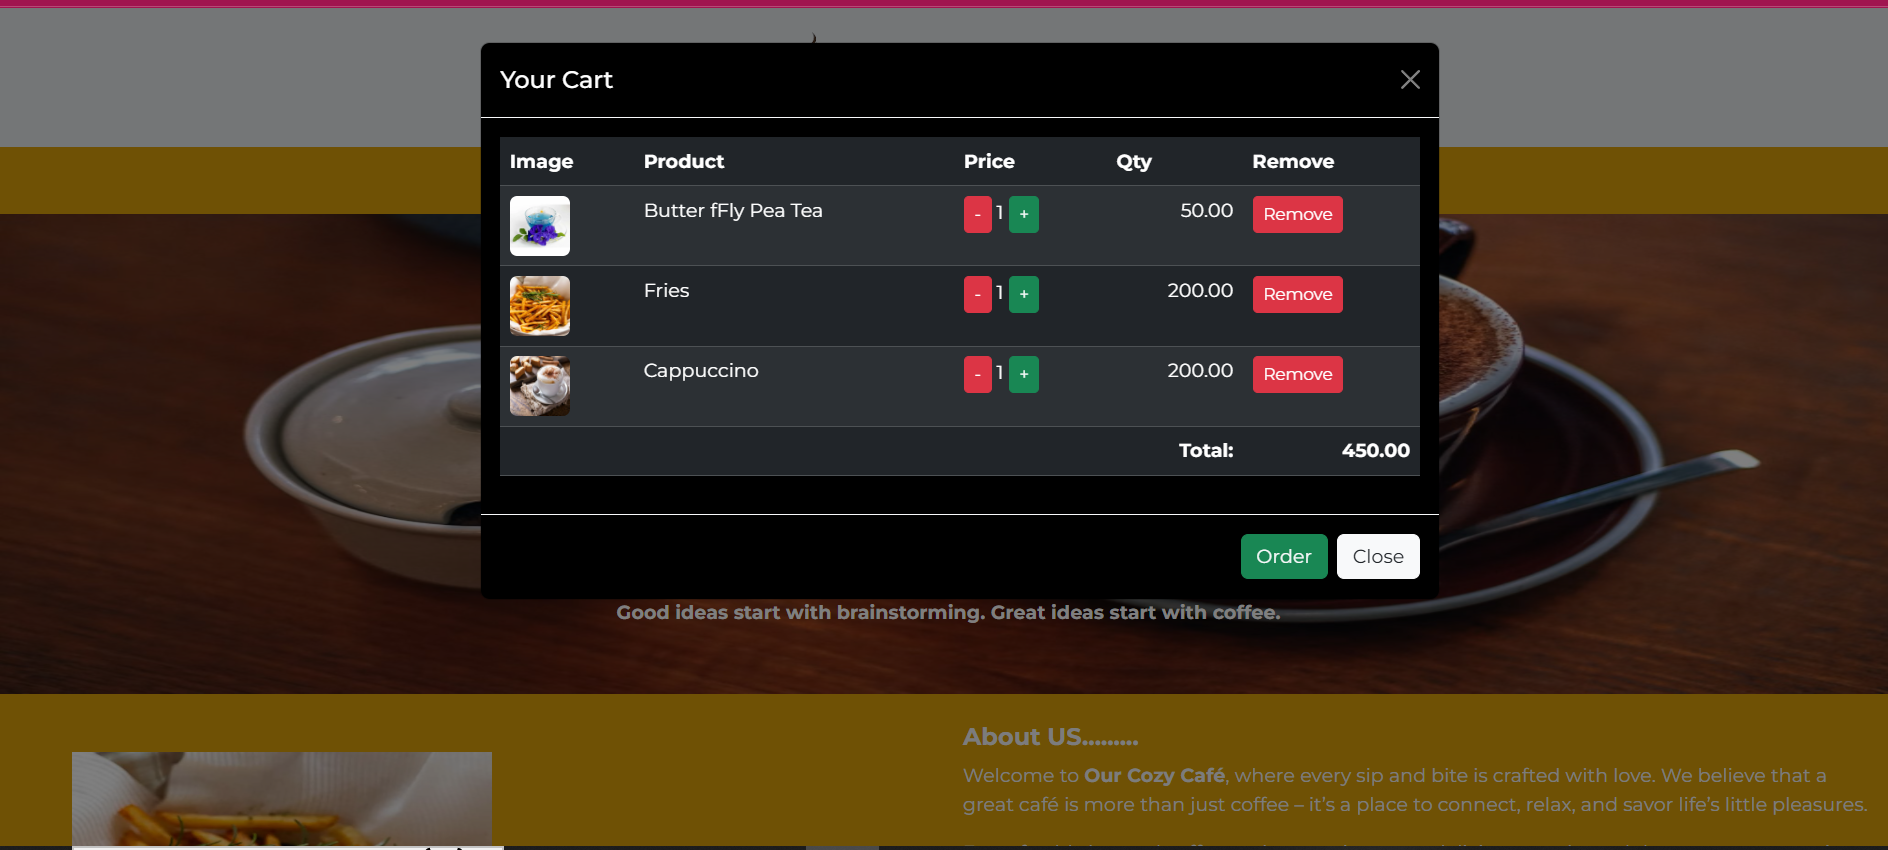 Your Cart
Image Product Price Qty Remove
Butter fFly Pea Tea - 1 + 50.00 Remove
Fries - 1 + 200.00 Remove
Cappuccino - 1 + 200.00 Remove
Total: 450.00
Order Close
Good ideas start with brainstorming. Great ideas start with coffee.
About US.........
Welcome to Our Cozy Café, where every sip and bite is crafted with love. We believe that a
great café is more than just coffee – it's a place to connect, relax, and savor life's little pleasures.